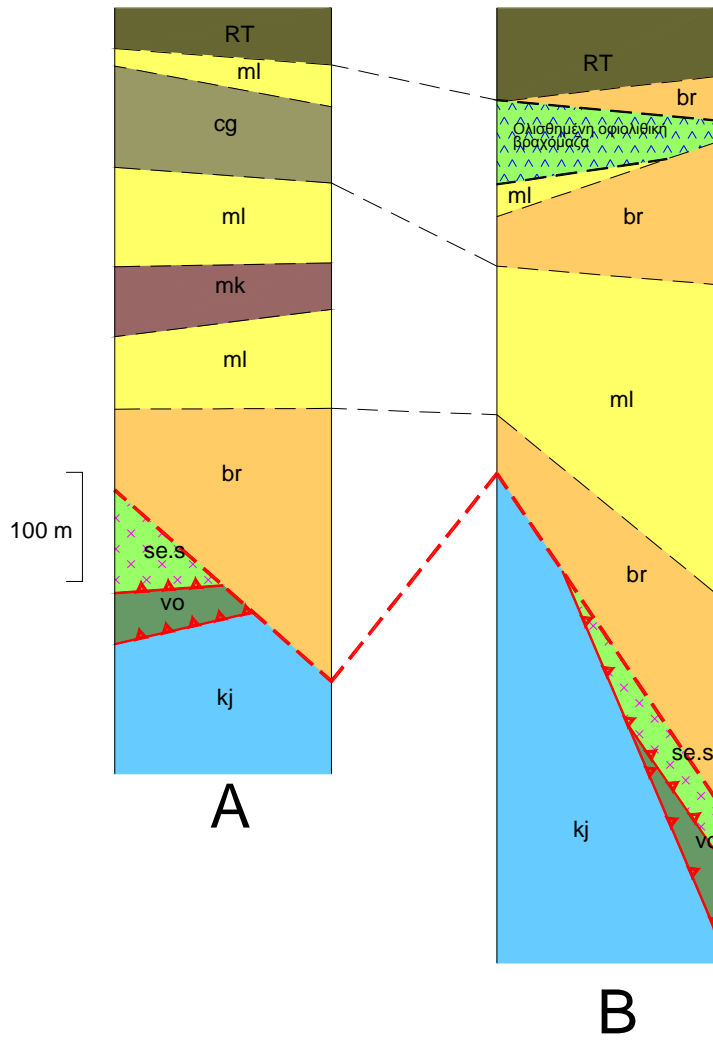 RT
ml
cg
ml
mk
ml
br
se.s
vo
kj
100 m
A
RT
br
Ολισθημένη οφιολιθική
βραχόμαζα
ml
br
ml
br
se.s
vo
kj
B